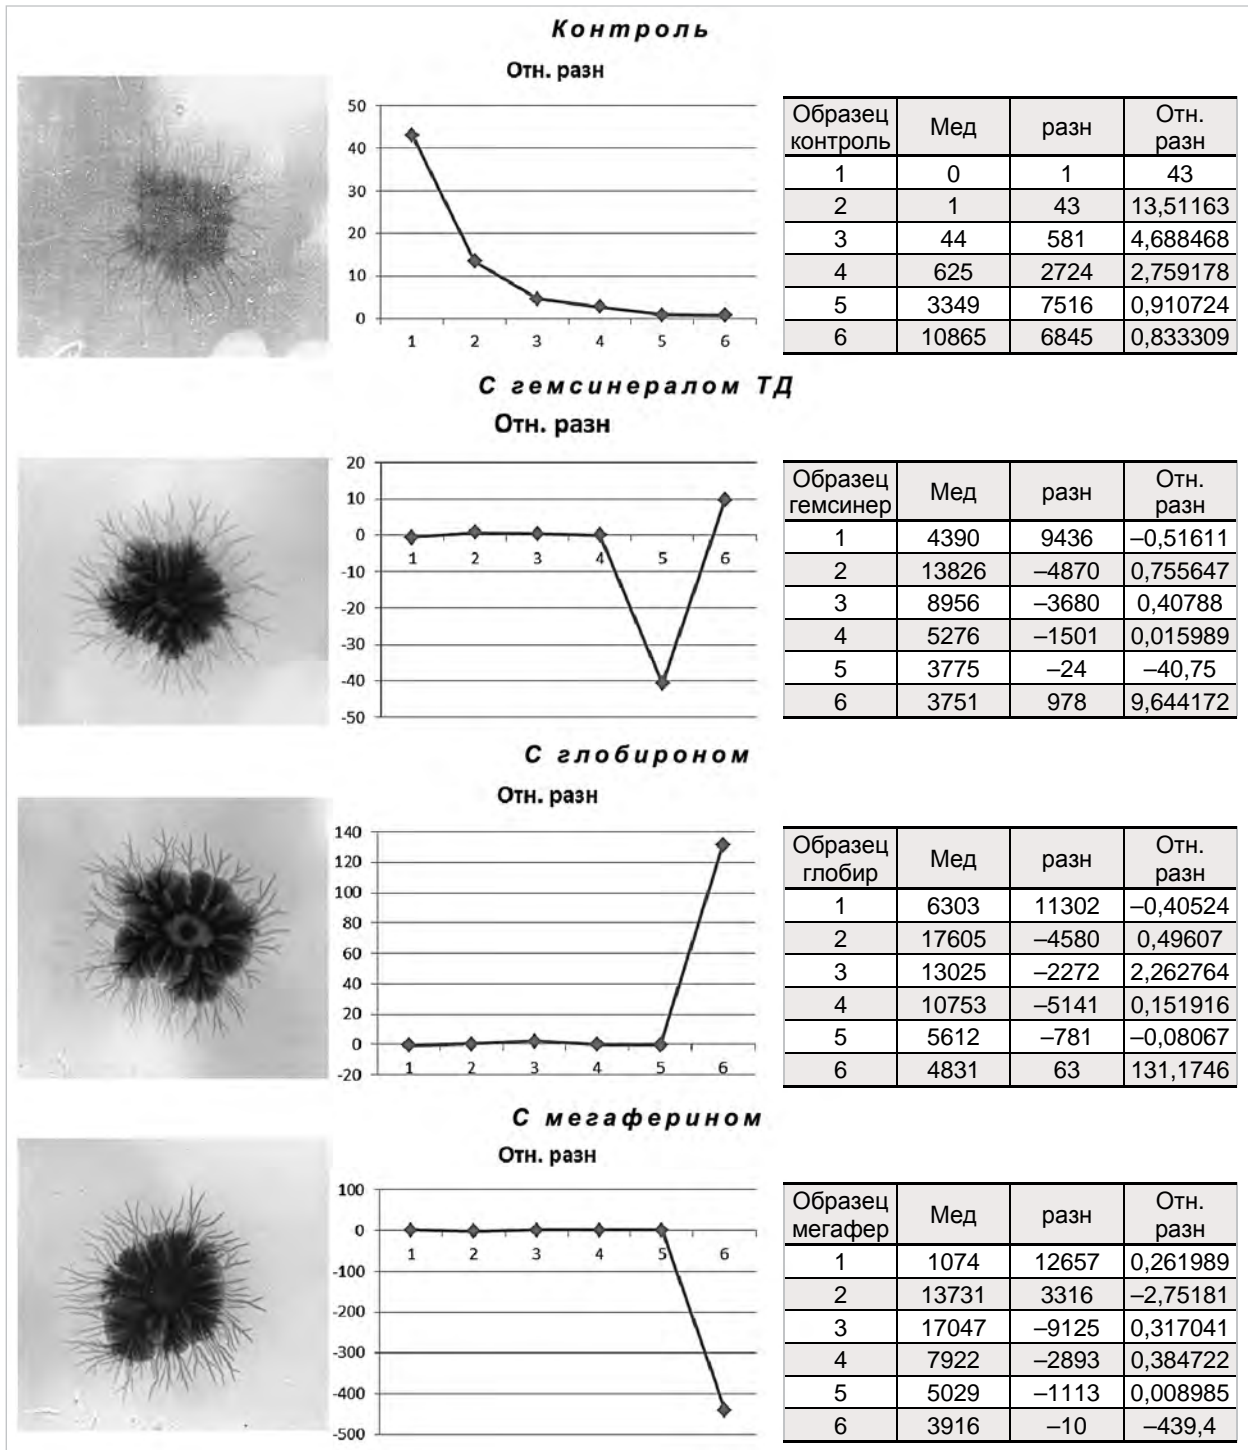 Контроль
Отн. разн
50
40
30
20
10
0
1 2 3 4 5 6
Образец контроль Мед разн Отн. разн
1 0 1 43
2 1 43 13,51163
3 44 581 4,688468
4 625 2724 2,759178
5 3349 7516 0,910724
6 10865 6845 0,833309
С гемсинералом ТД
Отн. разн
20
10
0
-10
-20
-30
-40
-50
1 2 3 4 5 6
Образец гемсинер Мед разн Отн. разн
1 4390 9436 –0,51611
2 13826 –4870 0,755647
3 8956 –3680 0,40788
4 5276 –1501 0,015989
5 3775 –24 –40,75
6 3751 978 9,644172
С глобироном
Отн. разн
140
120
100
80
60
40
20
0
-20
1 2 3 4 5 6
Образец глобир Мед разн Отн. разн
1 6303 11302 –0,40524
2 17605 –4580 0,49607
3 13025 –2272 2,262764
4 10753 –5141 0,151916
5 5612 –781 –0,08067
6 4831 63 131,1746
С мегаферином
Отн. разн
100
0
-100
-200
-300
-400
-500
1 2 3 4 5 6
Образец мегафер Мед разн Отн. разн
1 1074 12657 0,261989
2 13731 3316 –2,75181
3 17047 –9125 0,317041
4 7922 –2893 0,384722
5 5029 –1113 0,008985
6 3916 –10 –439,4